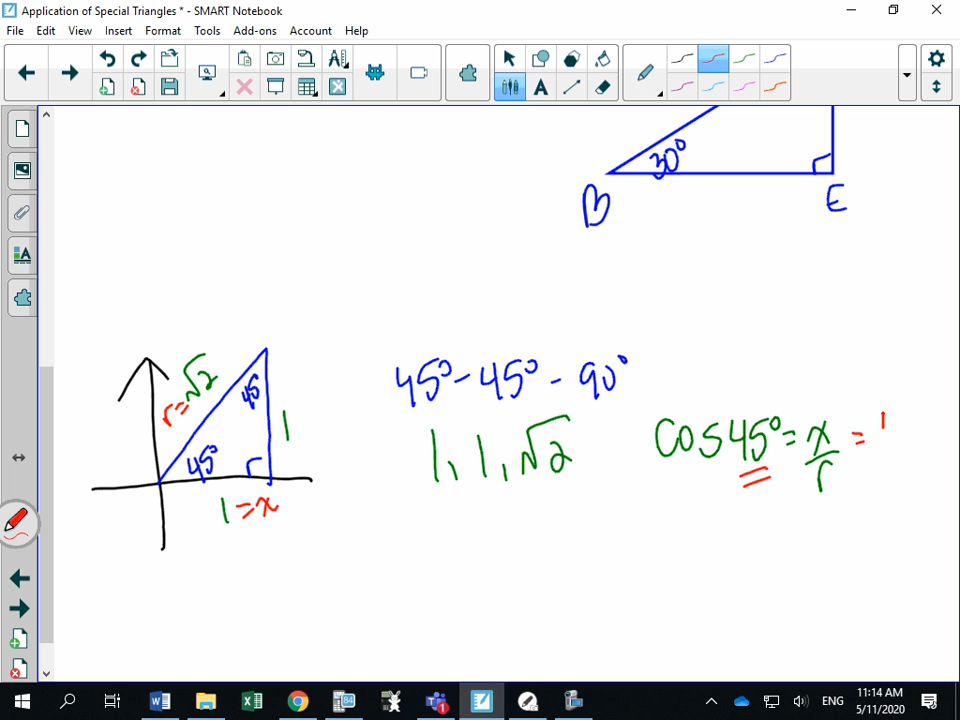 Application of Special Triangles * - SMART Notebook
File Edit View Insert Format Tools Add-ons Account Help
30°
B E
r=√2
45
45°
1
1 =x
45° - 45° - 90°
1, 1, √2
cos 45° = x/r = 1
ENG
11:14 AM
5/11/2020